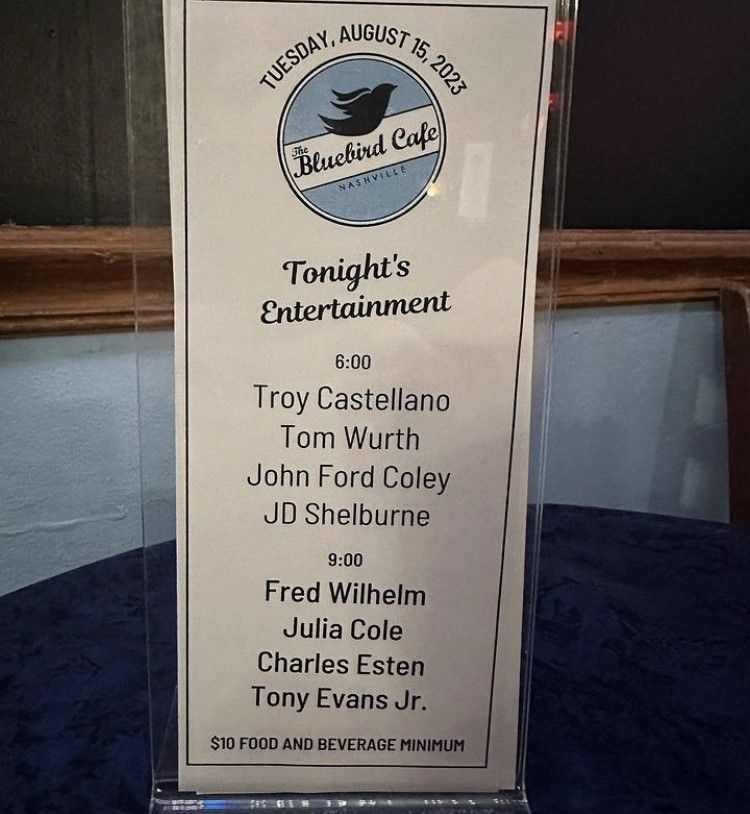 TUESDAY, AUGUST 15, 2023
The
Bluebird Cafe
NASHVILLE
Tonight's
Entertainment
6:00
Troy Castellano
Tom Wurth
John Ford Coley
JD Shelburne
9:00
Fred Wilhelm
Julia Cole
Charles Esten
Tony Evans Jr.
$10 FOOD AND BEVERAGE MINIMUM